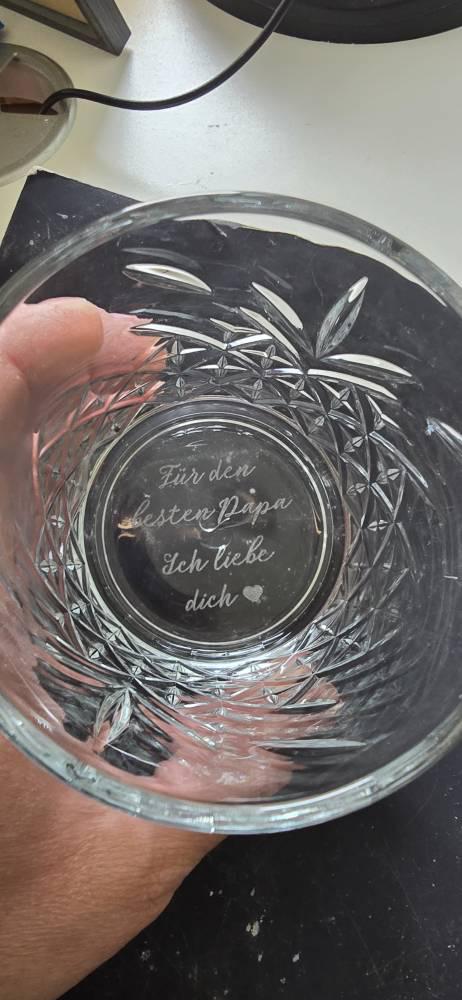 Für den
besten Papa
Ich liebe
dich ♥